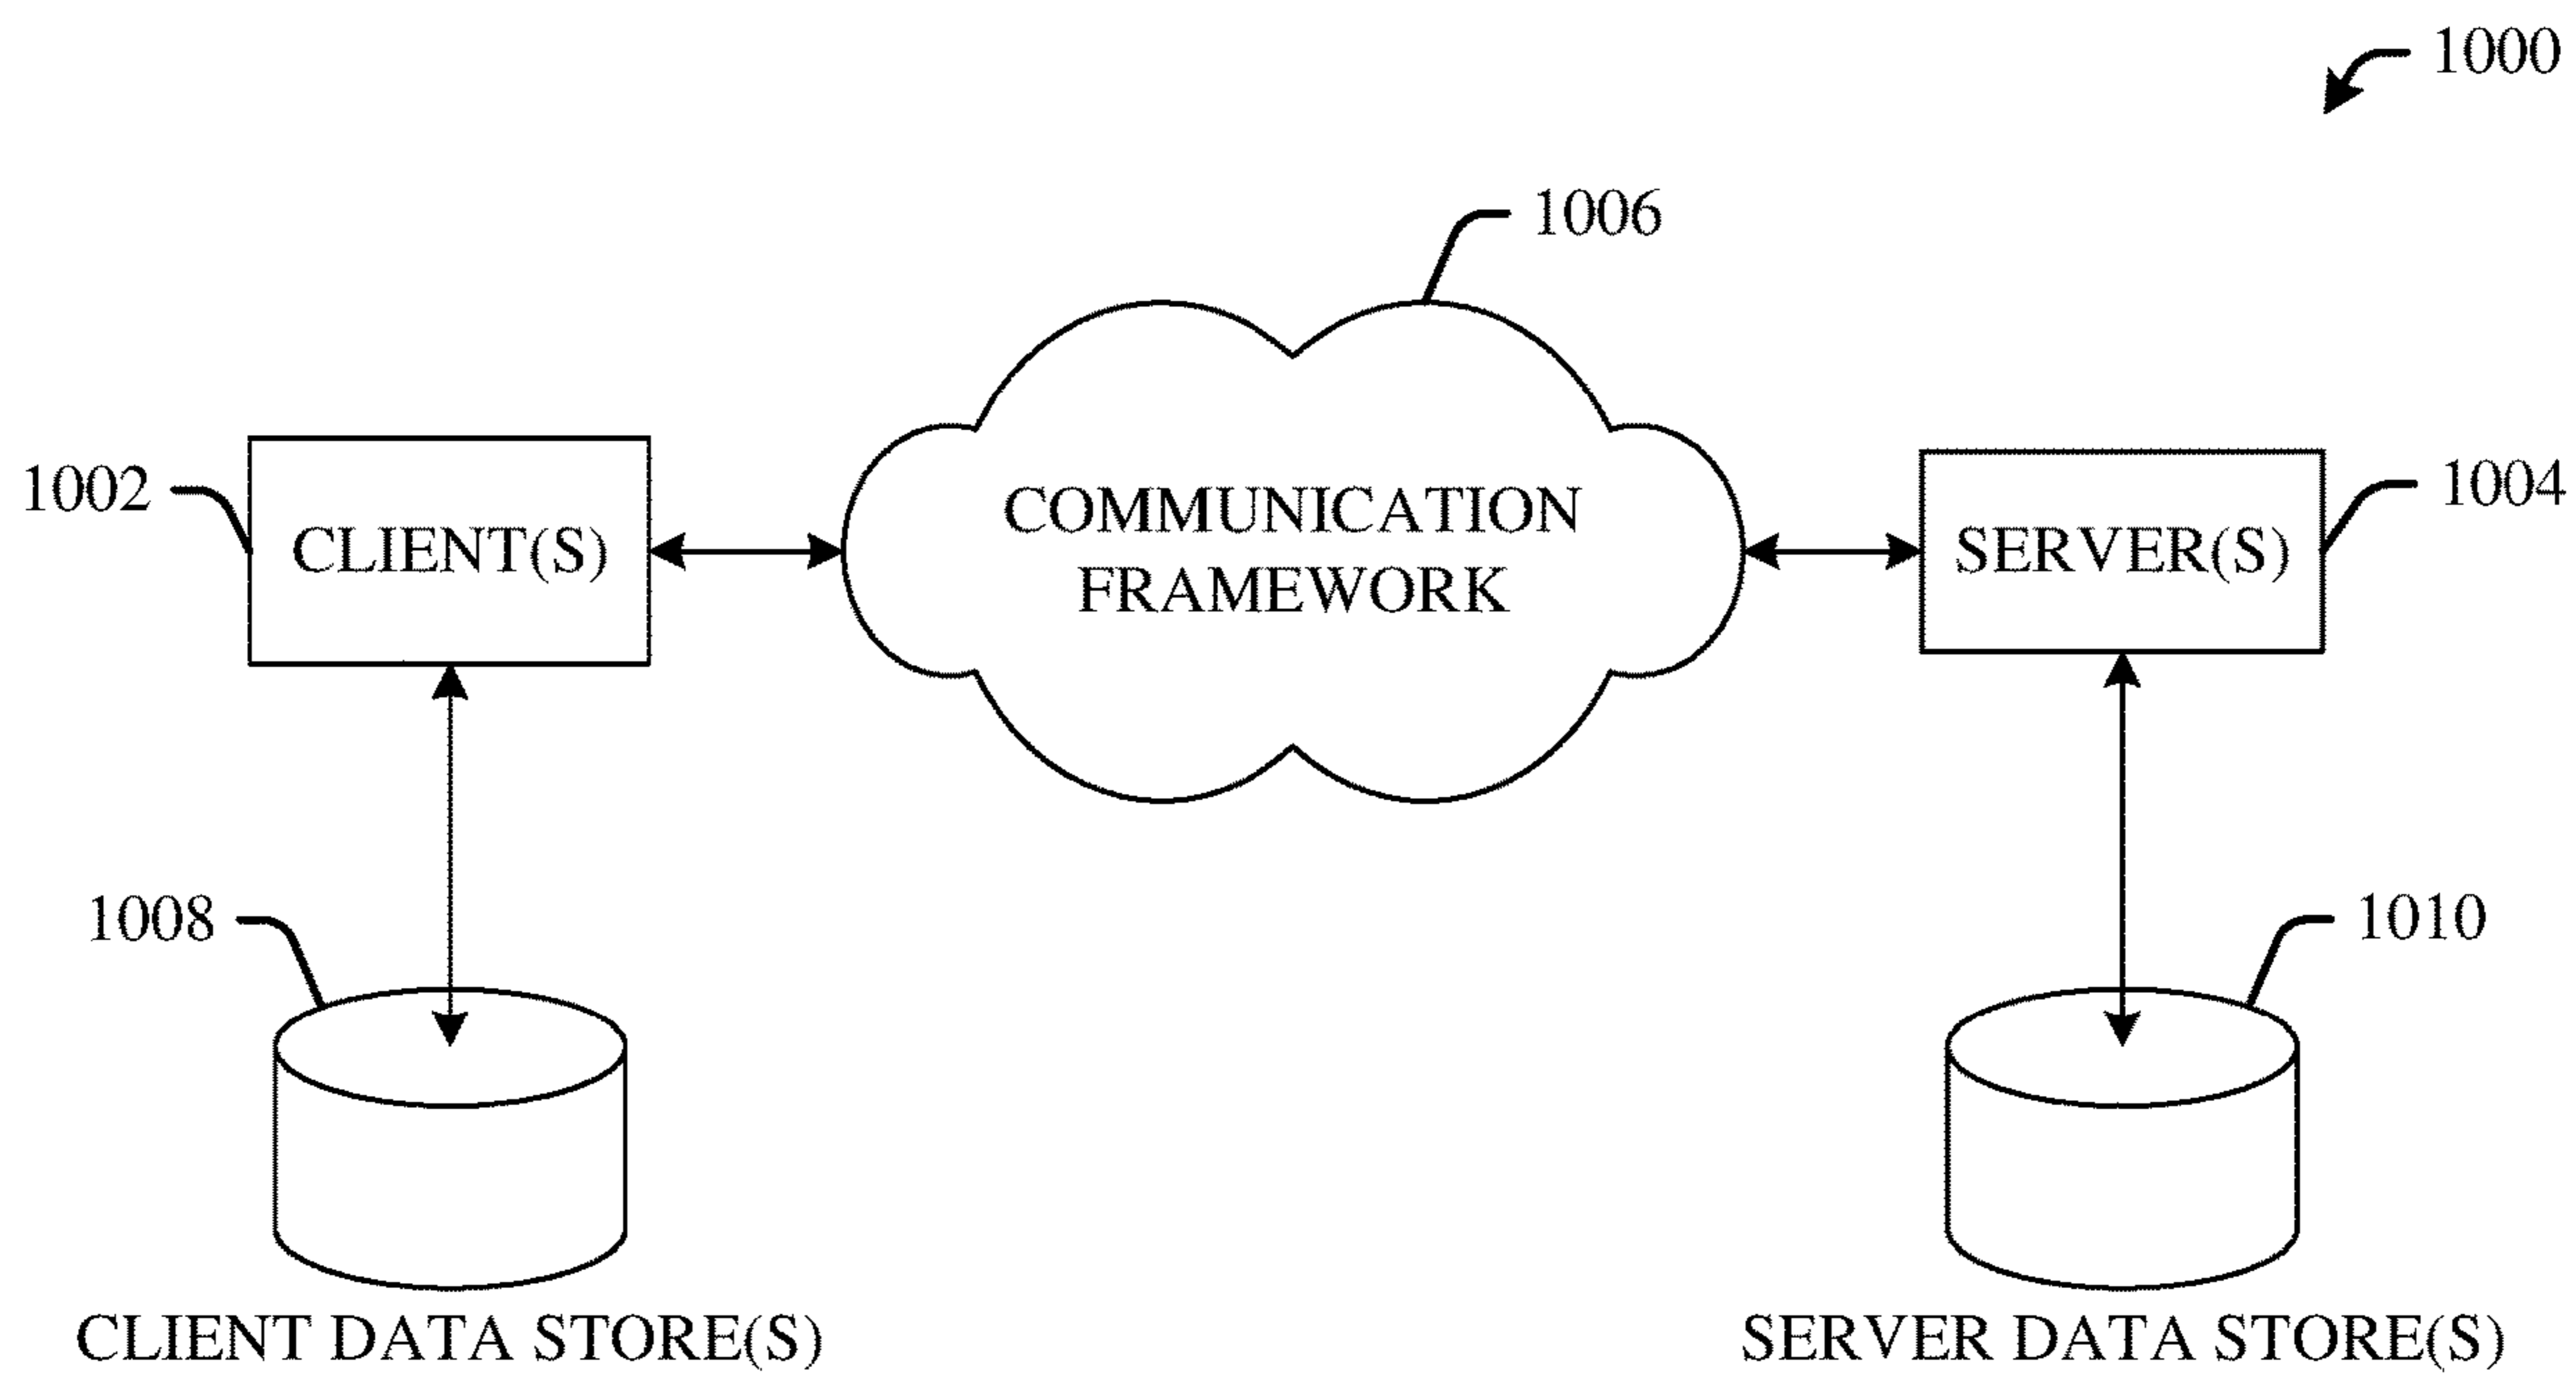 1000
1006
1002
CLIENT(S)
COMMUNICATION
FRAMEWORK
SERVER(S)
1004
1008
1010
CLIENT DATA STORE(S)
SERVER DATA STORE(S)